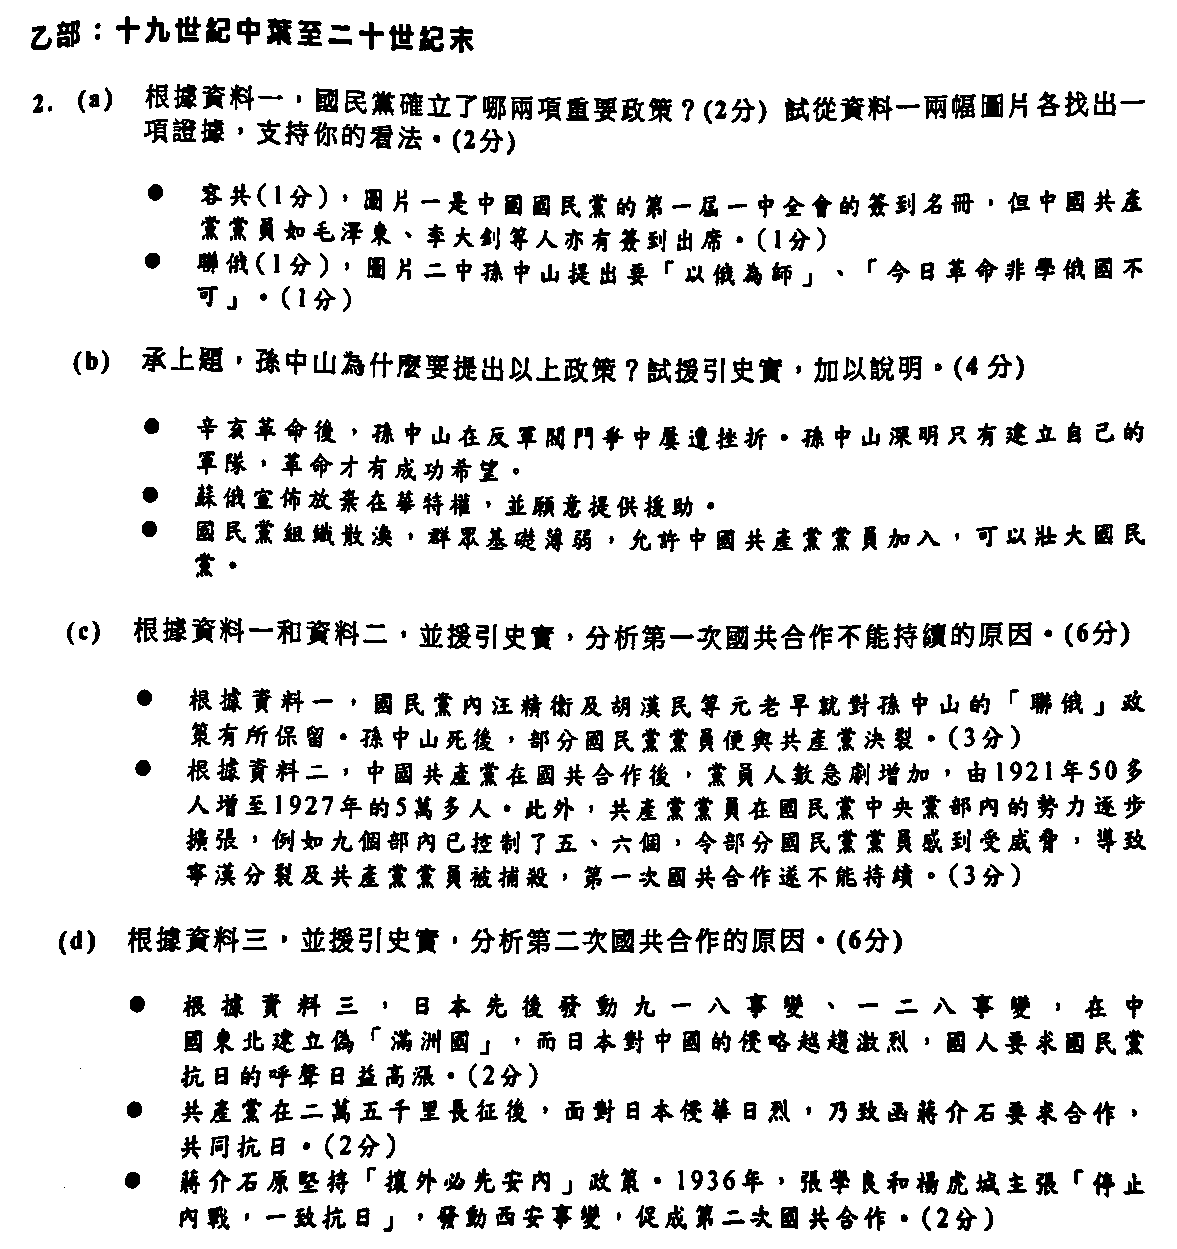 乙部：十九世紀中葉至二十世紀末
2. (a) 根據資料一，國民黨確立了哪兩項重要政策？(2分) 試從資料一兩幅圖片各找出一
項證據，支持你的看法。(2分)
● 容共(1分)，圖片一是中國國民黨的第一屆一中全會的簽到名冊，但中國共產
黨黨員如毛澤東、李大釗等人亦有簽到出席。(1分)
● 聯俄(1分)，圖片二中孫中山提出要「以俄為師」、「今日革命非學俄國不
可」。(1分)
(b) 承上題，孫中山為什麼要提出以上政策？試援引史實，加以說明。(4 分)
● 辛亥革命後，孫中山在反軍閥鬥爭中屢遭挫折。孫中山深明只有建立自己的
軍隊，革命才有成功希望。
● 蘇俄宣佈放棄在華特權，並願意提供援助。
● 國民黨組織散渙，群眾基礎薄弱，允許中國共產黨黨員加入，可以壯大國民
黨。
(c) 根據資料一和資料二，並援引史實，分析第一次國共合作不能持續的原因。(6分)
● 根據資料一，國民黨內汪精衛及胡漢民等元老早就對孫中山的「聯俄」政
策有所保留。孫中山死後，部分國民黨黨員便與共產黨決裂。(3分)
● 根據資料二，中國共產黨在國共合作後，黨員人數急劇增加，由1921年50多
人增至1927年的5萬多人。此外，共產黨黨員在國民黨中央黨部內的勢力逐步
擴張，例如九個部內已控制了五、六個，令部分國民黨黨員感到受威脅，導致
寧漢分裂及共產黨黨員被捕殺，第一次國共合作遂不能持續。(3分)
(d) 根據資料三，並援引史實，分析第二次國共合作的原因。(6分)
● 根據資料三，日本先後發動九一八事變、一二八事變，在中
國東北建立偽「滿洲國」，而日本對中國的侵略越趨激烈，國人要求國民黨
抗日的呼聲日益高漲。(2分)
● 共產黨在二萬五千里長征後，面對日本侵華日烈，乃致函蔣介石要求合作，
共同抗日。(2分)
● 蔣介石原堅持「攘外必先安內」政策。1936年，張學良和楊虎城主張「停止
內戰，一致抗日」，發動西安事變，促成第二次國共合作。(2分)